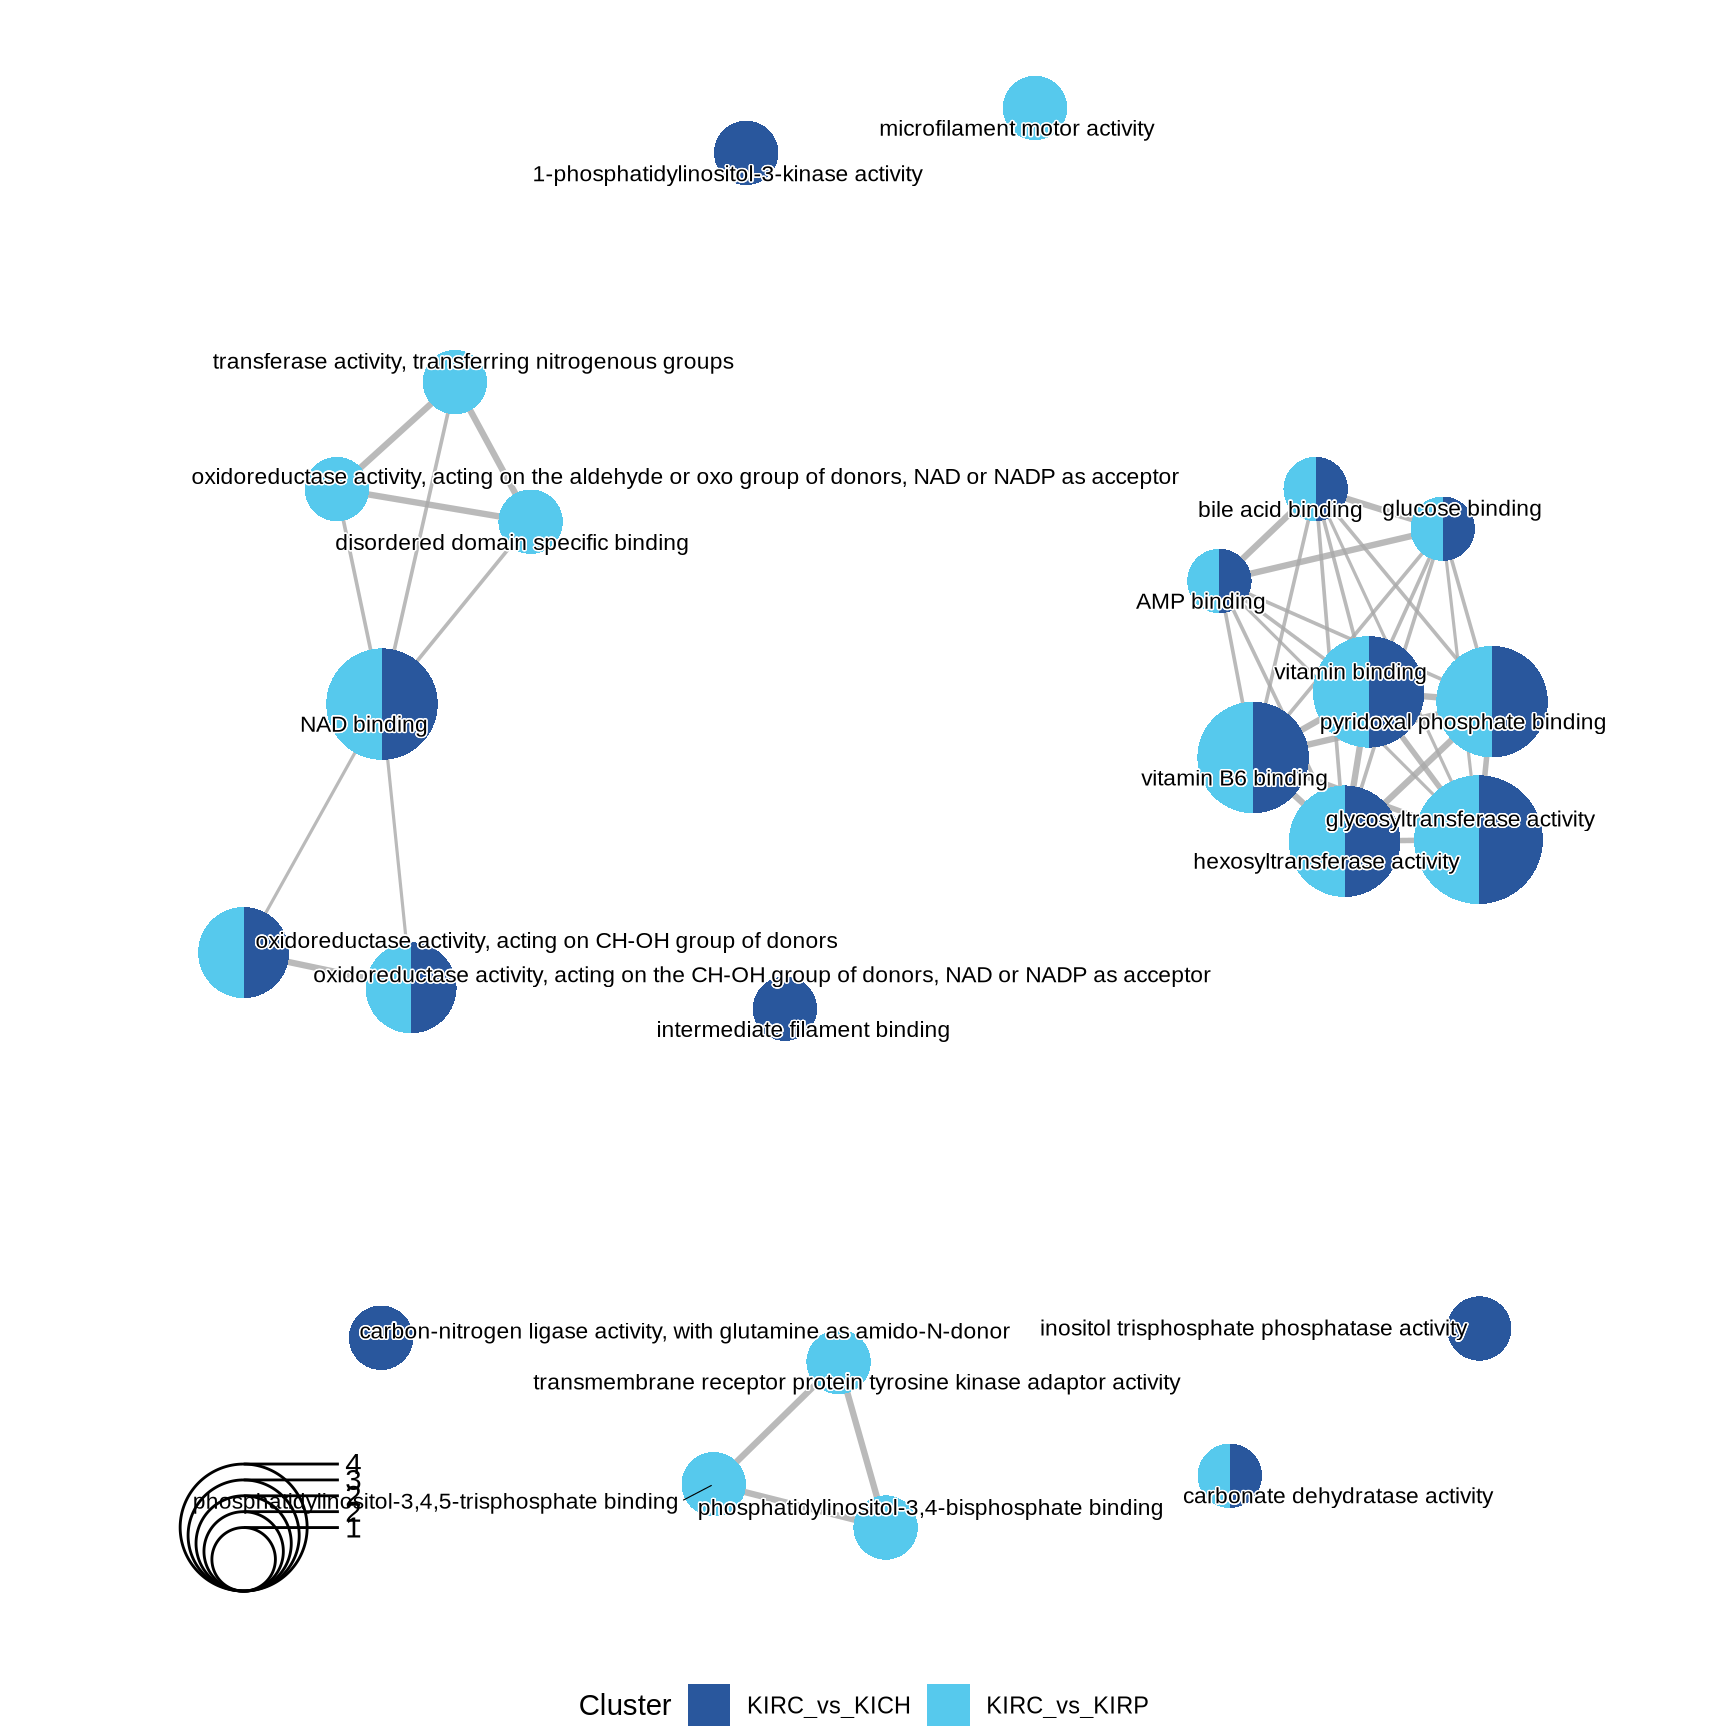 microfilament motor activity
1-phosphatidylinositol-3-kinase activity
transferase activity, transferring nitrogenous groups
oxidoreductase activity, acting on the aldehyde or oxo group of donors, NAD or NADP as acceptor
bile acid binding
glucose binding
disordered domain specific binding
AMP binding
vitamin binding
NAD binding
pyridoxal phosphate binding
vitamin B6 binding
glycosyltransferase activity
hexosyltransferase activity
oxidoreductase activity, acting on CH-OH group of donors
oxidoreductase activity, acting on the CH-OH group of donors, NAD or NADP as acceptor
intermediate filament binding
carbon-nitrogen ligase activity, with glutamine as amido-N-donor
inositol trisphosphate phosphatase activity
transmembrane receptor protein tyrosine kinase adaptor activity
4
3
2
2
1
phosphatidylinositol-3,4,5-trisphosphate binding
phosphatidylinositol-3,4-bisphosphate binding
carbonate dehydratase activity
Cluster KIRC_vs_KICH KIRC_vs_KIRP